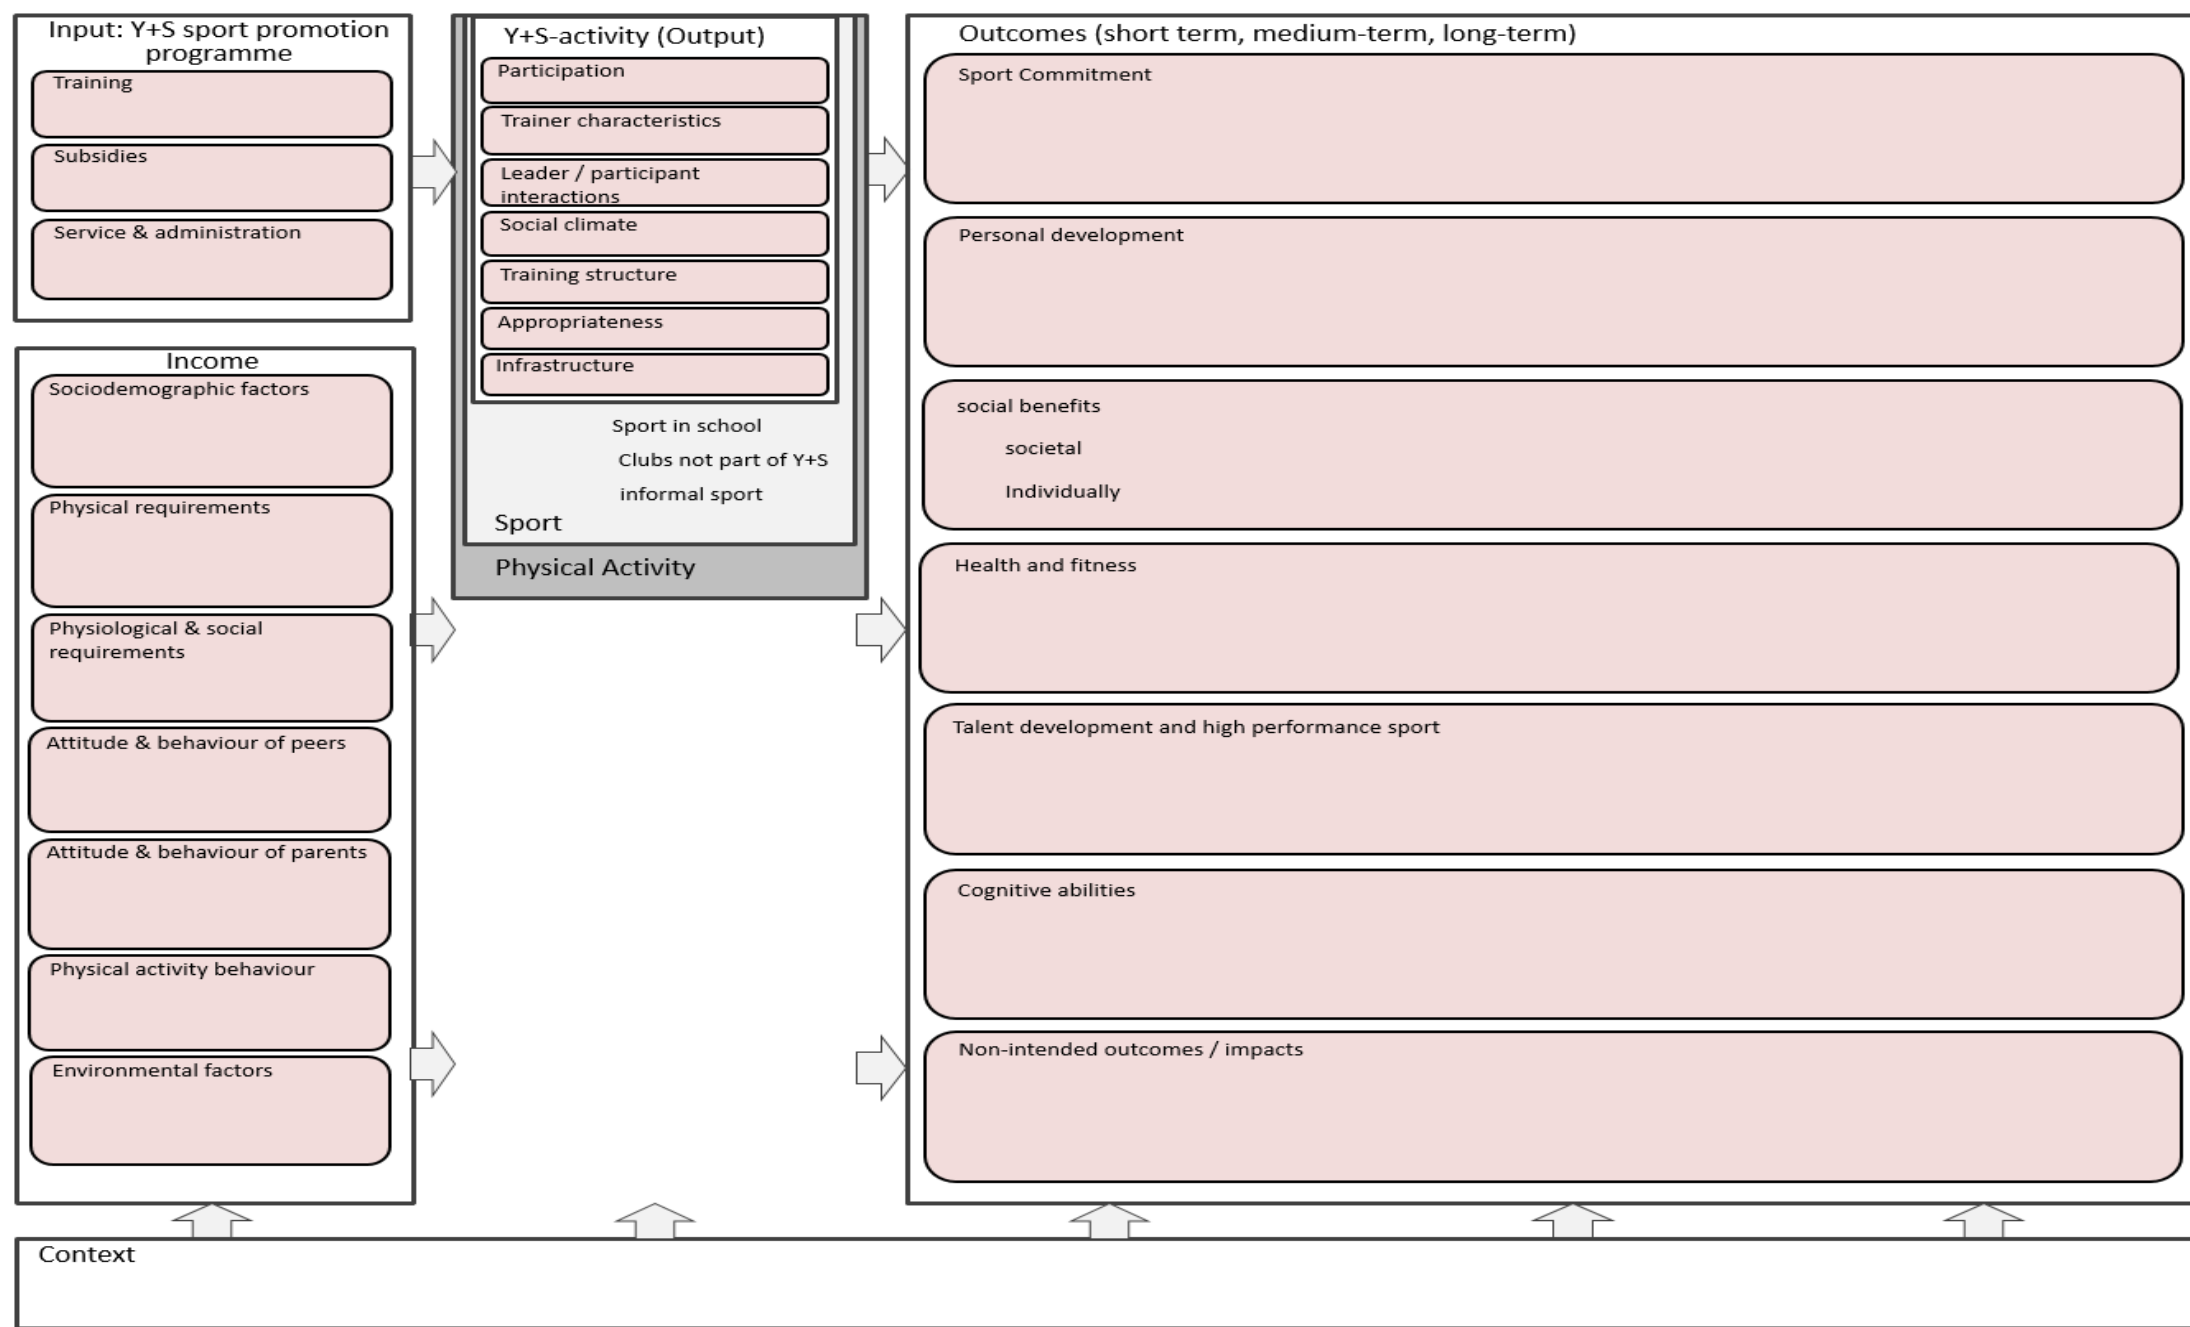 Input: Y+S sport promotion
programme
Training
Subsidies
Service & administration
Income
Sociodemographic factors
Physical requirements
Physiological & social
requirements
Attitude & behaviour of peers
Attitude & behaviour of parents
Physical activity behaviour
Environmental factors
Y+S-activity (Output)
Participation
Trainer characteristics
Leader / participant
interactions
Social climate
Training structure
Appropriateness
Infrastructure
Sport in school
Clubs not part of Y+S
informal sport
Sport
Physical Activity
Outcomes (short term, medium-term, long-term)
Sport Commitment
Personal development
social benefits
societal
Individually
Health and fitness
Talent development and high performance sport
Cognitive abilities
Non-intended outcomes / impacts
Context